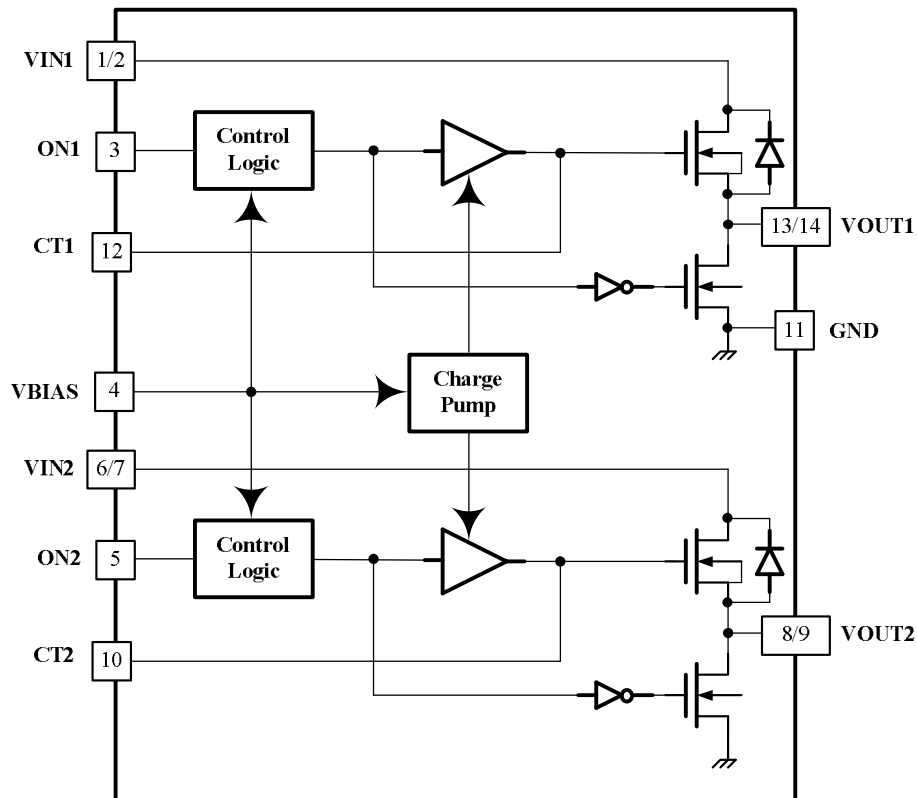 VIN1 1/2
ON1 3 Control Logic
CT1 12
13/14 VOUT1
11 GND
VBIAS 4 Charge Pump
VIN2 6/7
ON2 5 Control Logic
CT2 10
8/9 VOUT2